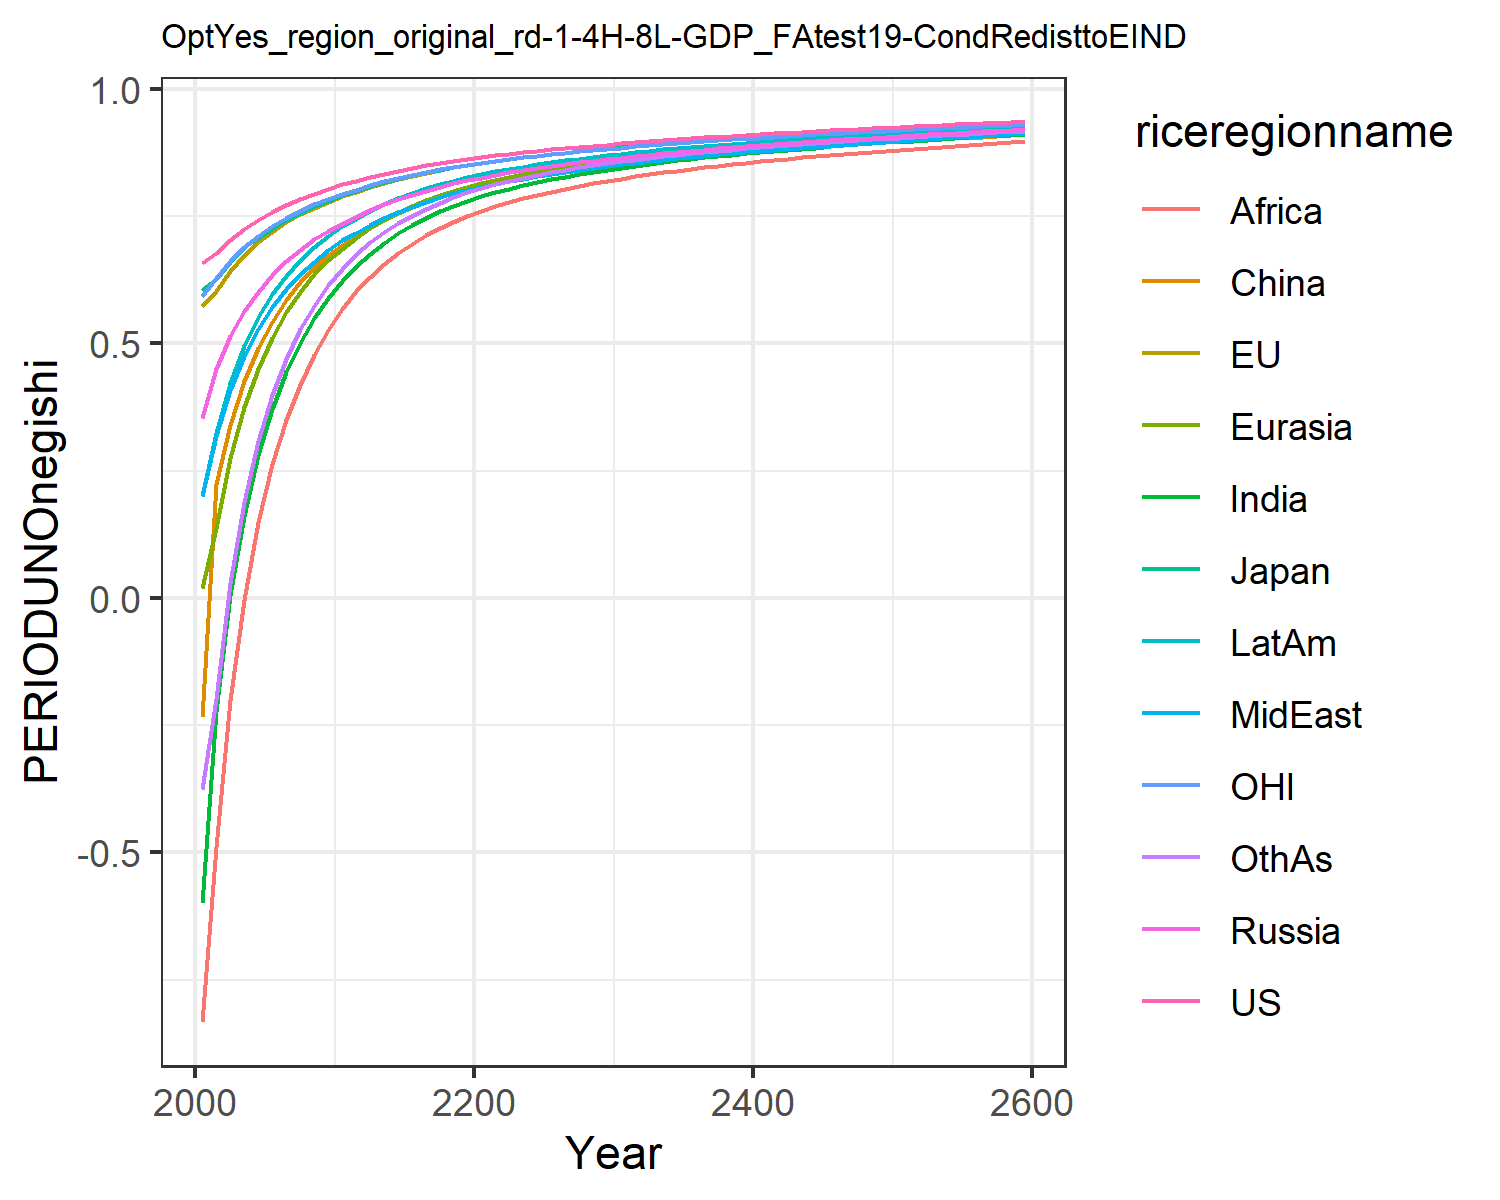 OptYes_region_original_rd-1-4H-8L-GDP_FAtest19-CondRedisttoEIND
1.0
0.5
0.0
-0.5
PERIODUNOnegishi
2000
2200
2400
2600
Year
riceregionname
Africa
China
EU
Eurasia
India
Japan
LatAm
MidEast
OHI
OthAs
Russia
US